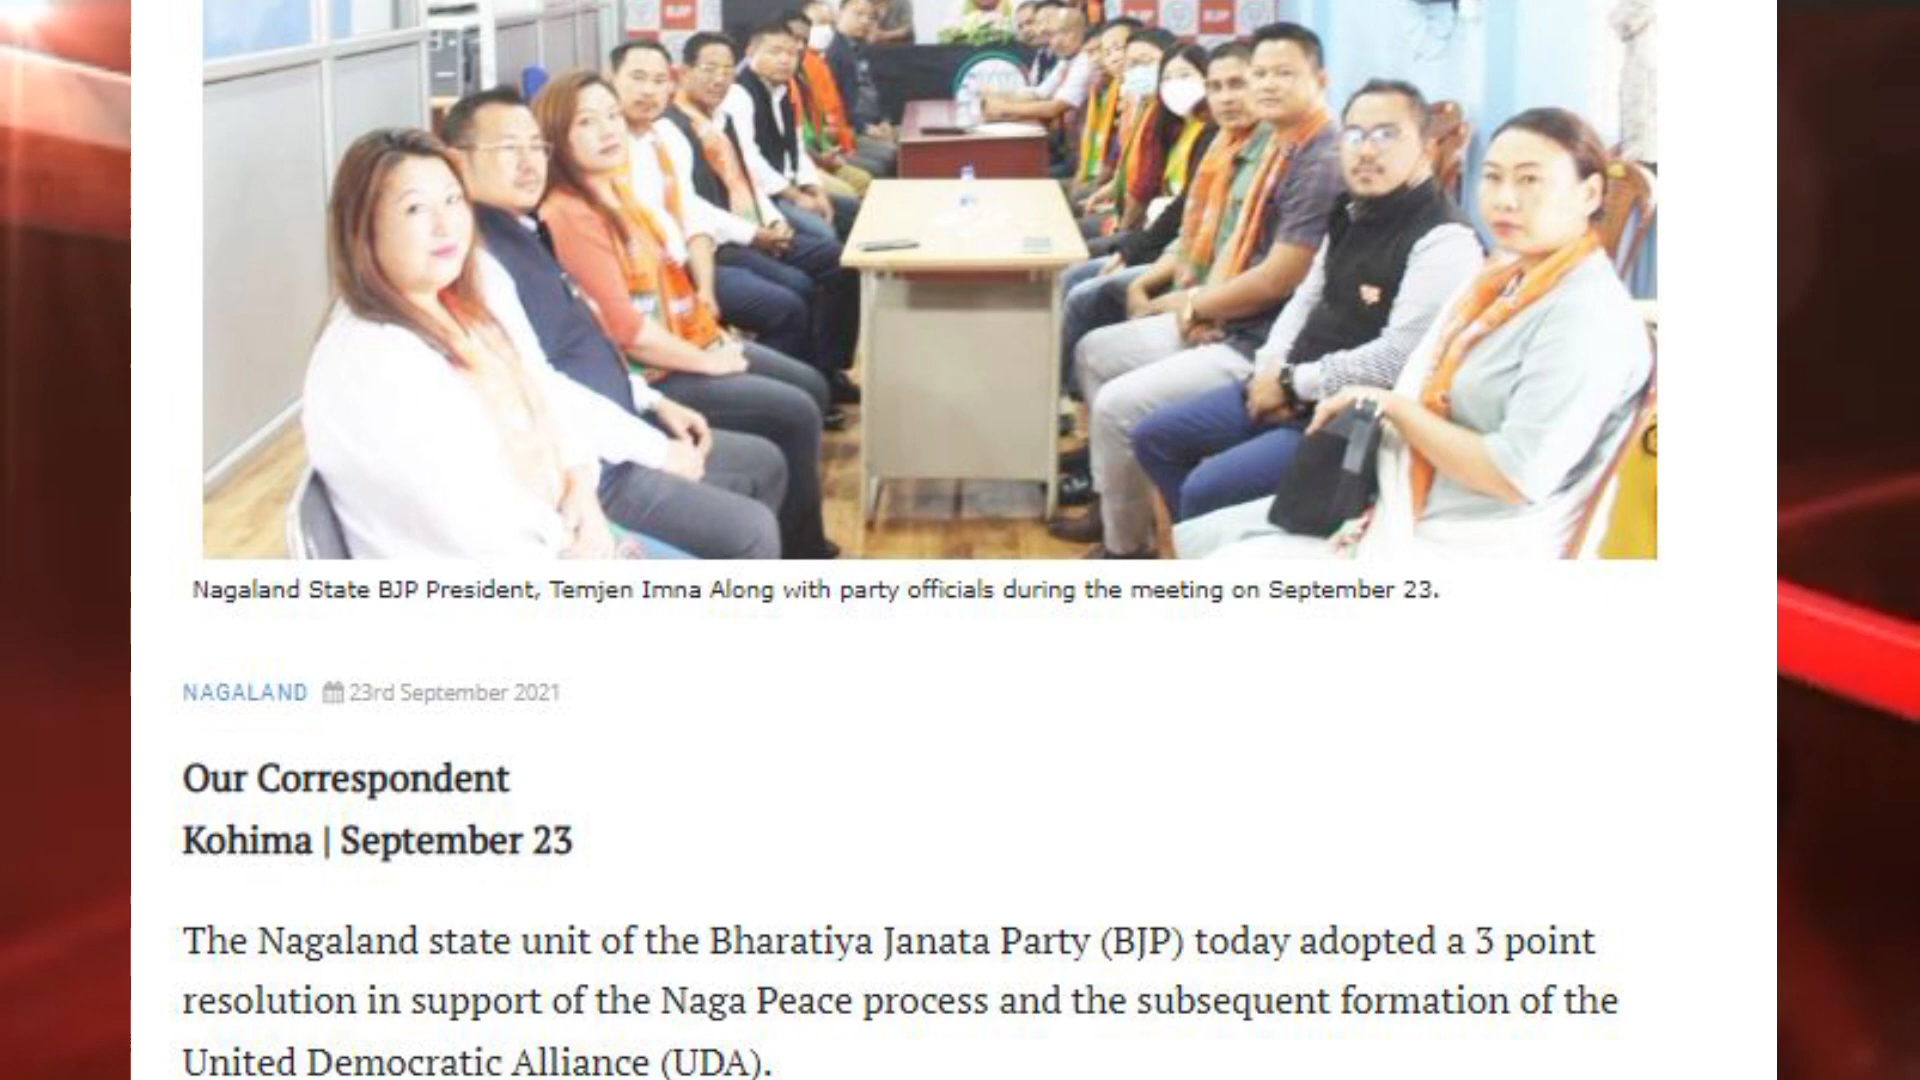 BJP
BJP BJP
Nagaland State BJP President, Temjen Imna Along with party officials during the meeting on September 23.
NAGALAND 23rd September 2021
Our Correspondent
Kohima | September 23
The Nagaland state unit of the Bharatiya Janata Party (BJP) today adopted a 3 point
resolution in support of the Naga Peace process and the subsequent formation of the
United Democratic Alliance (UDA).